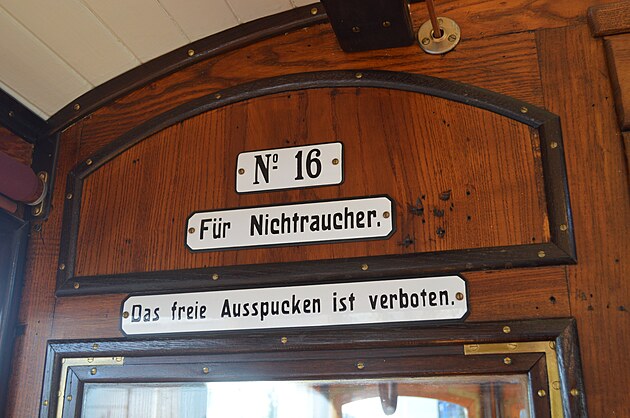 Nº 16
Für Nichtraucher.
Das freie Ausspucken ist verboten.